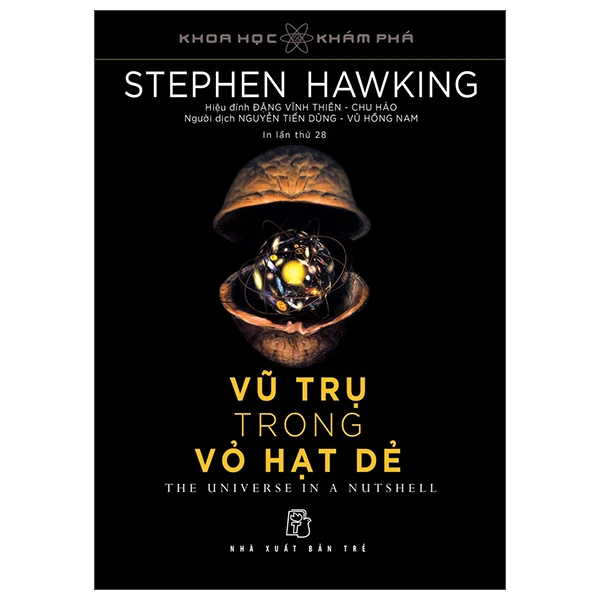 KHOA HỌC KHÁM PHÁ
STEPHEN HAWKING
Hiệu đính ĐẶNG VĨNH THIÊN - CHU HẢO
Người dịch NGUYỄN TIẾN DŨNG - VŨ HỒNG NAM
In lần thứ 28
VŨ TRỤ
TRONG
VỎ HẠT DẺ
THE UNIVERSE IN A NUTSHELL
NHÀ XUẤT BẢN TRẺ